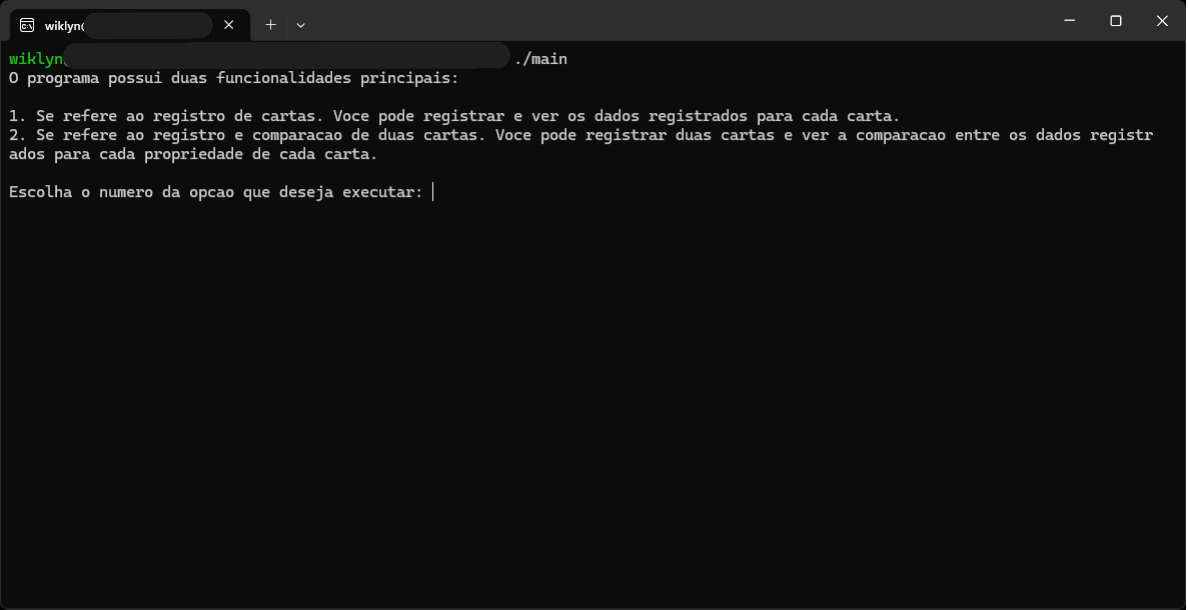 wiklyn@
wiklyn@ ./main
O programa possui duas funcionalidades principais:
1. Se refere ao registro de cartas. Voce pode registrar e ver os dados registrados para cada carta.
2. Se refere ao registro e comparacao de duas cartas. Voce pode registrar duas cartas e ver a comparacao entre os dados registr
ados para cada propriedade de cada carta.
Escolha o numero da opcao que deseja executar: